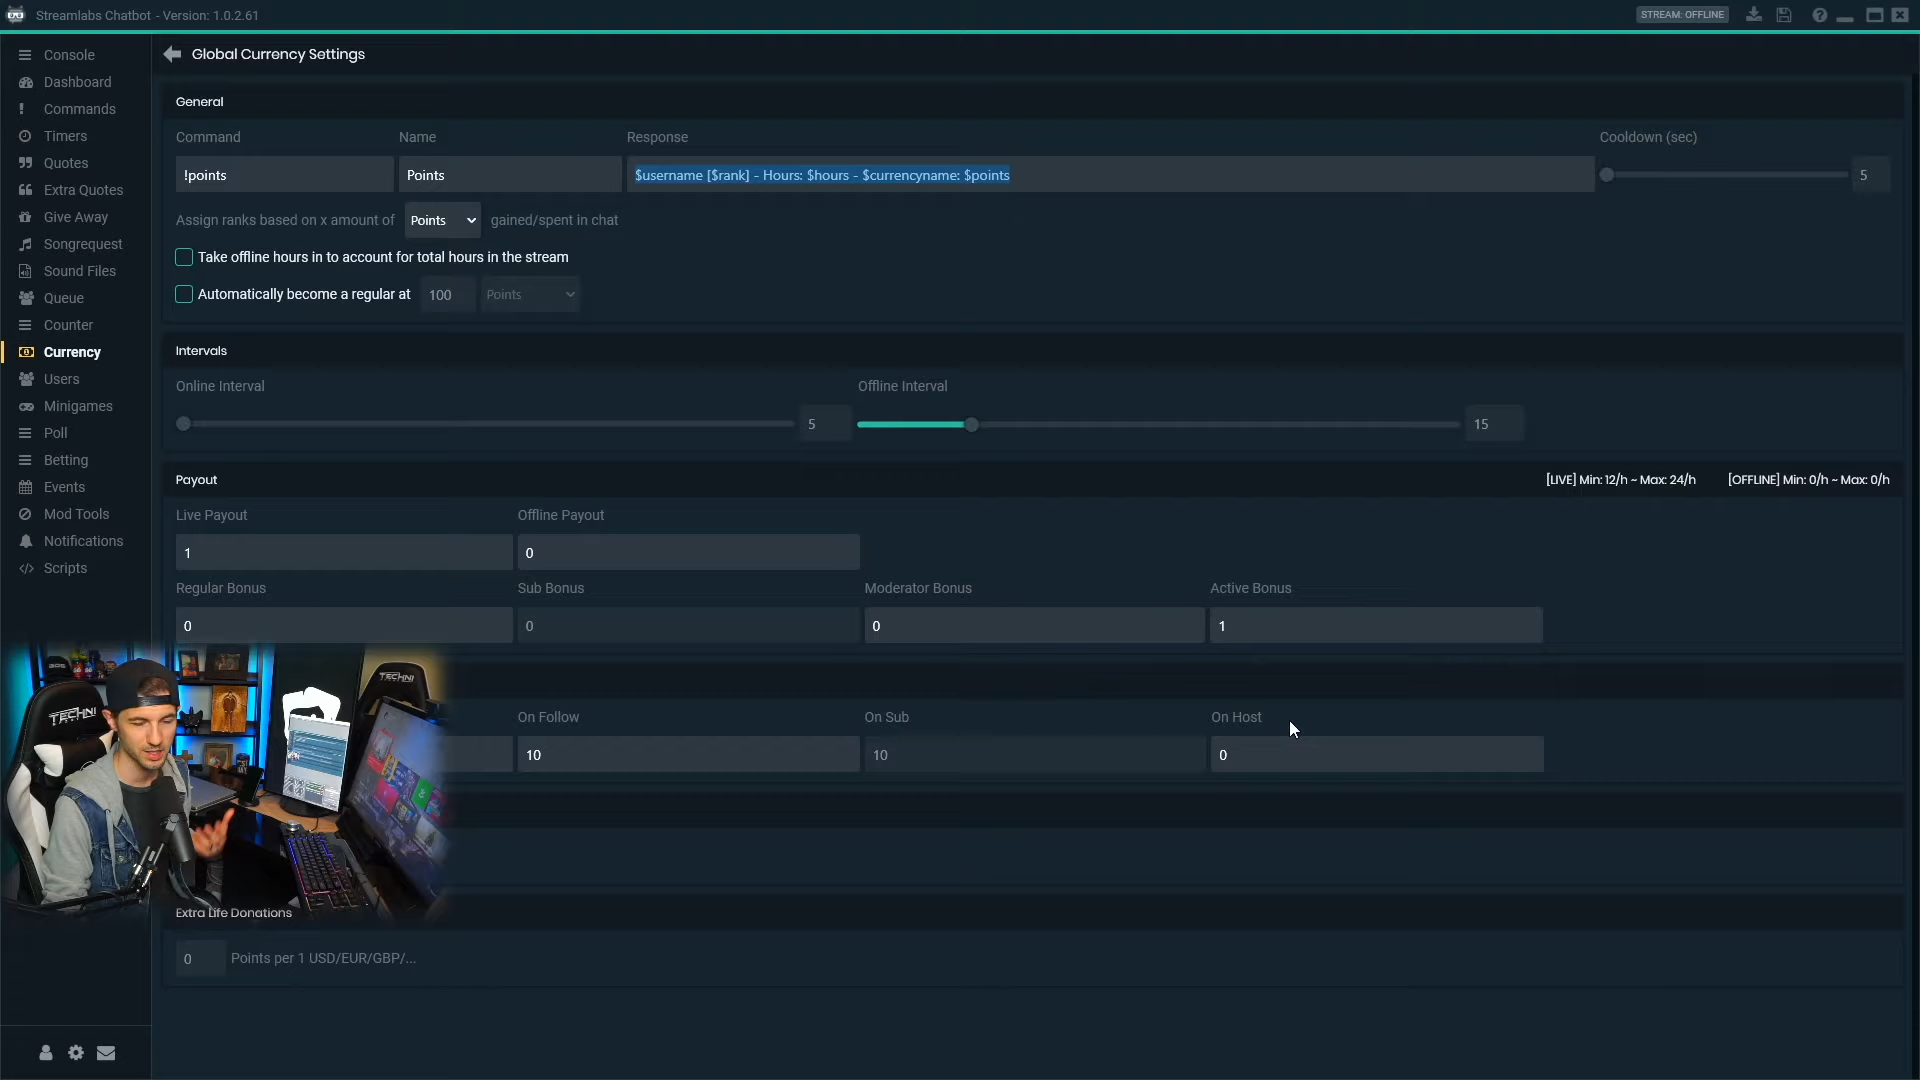 Streamlabs Chatbot - Version: 1.0.2.61
STREAM: OFFLINE
Console
Dashboard
Commands
Timers
Quotes
Extra Quotes
Give Away
Songrequest
Sound Files
Queue
Counter
Currency
Users
Minigames
Poll
Betting
Events
Mod Tools
Notifications
Scripts
Global Currency Settings
General
Command Name Response Cooldown (sec)
!points Points $username [$rank] - Hours: $hours - $currencyname: $points 5
Assign ranks based on x amount of Points gained/spent in chat
Take offline hours in to account for total hours in the stream
Automatically become a regular at 100 Points
Intervals
Online Interval Offline Interval
5 15
Payout [LIVE] Min: 12/h ~ Max: 24/h [OFFLINE] Min: 0/h ~ Max: 0/h
Live Payout Offline Payout
1 0
Regular Bonus Sub Bonus Moderator Bonus Active Bonus
0 0 0 1
TECHNI
TECHNI
On Follow On Sub On Host
10 10 0
Extra Life Donations
0 Points per 1 USD/EUR/GBP/...